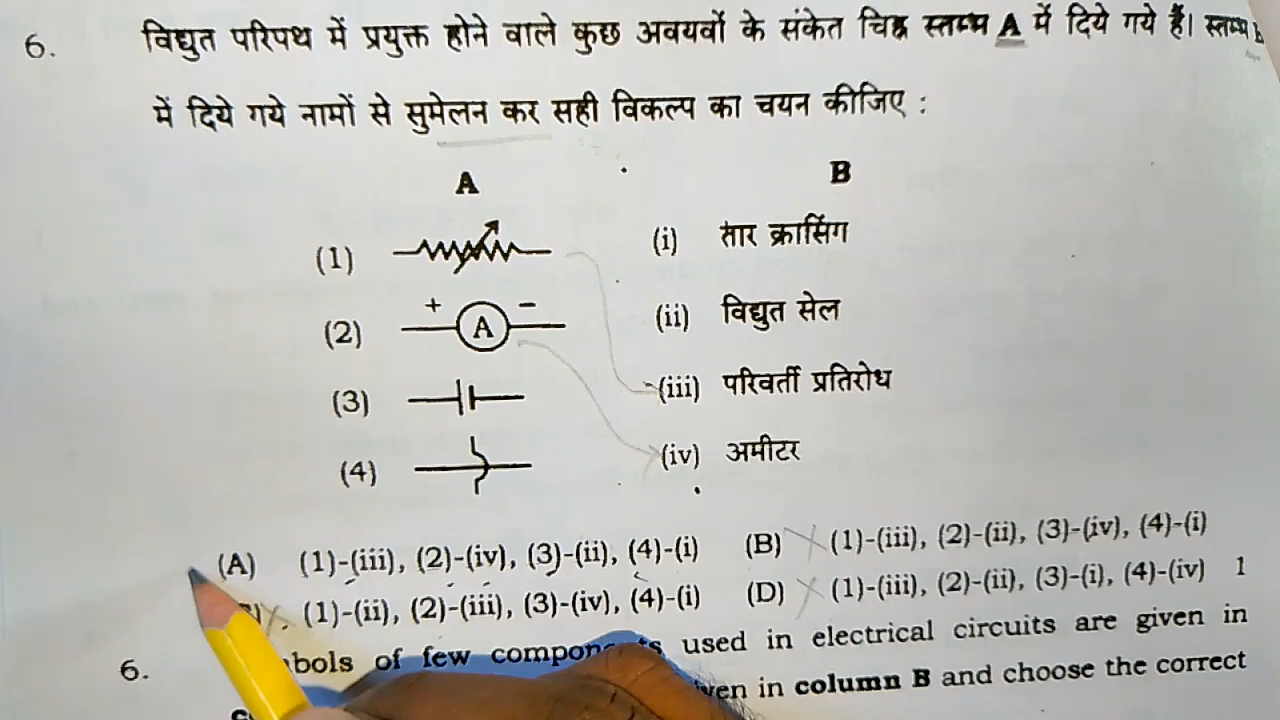 6. विद्युत परिपथ में प्रयुक्त होने वाले कुछ अवयवों के संकेत चिह्न स्तम्भ A में दिये गये हैं। स्तम्भ B
में दिये गये नामों से सुमेलन कर सही विकल्प का चयन कीजिए :
A B
(1) (i) तार क्रासिंग
(2) + A − (ii) विद्युत सेल
(3) (iii) परिवर्ती प्रतिरोध
(4) (iv) अमीटर
(A) (1)-(iii), (2)-(iv), (3)-(ii), (4)-(i) (B) (1)-(iii), (2)-(ii), (3)-(iv), (4)-(i)
(1)-(ii), (2)-(iii), (3)-(iv), (4)-(i) (D) (1)-(iii), (2)-(ii), (3)-(i), (4)-(iv) 1
6. of few components used in electrical circuits are given in
in column B and choose the correct